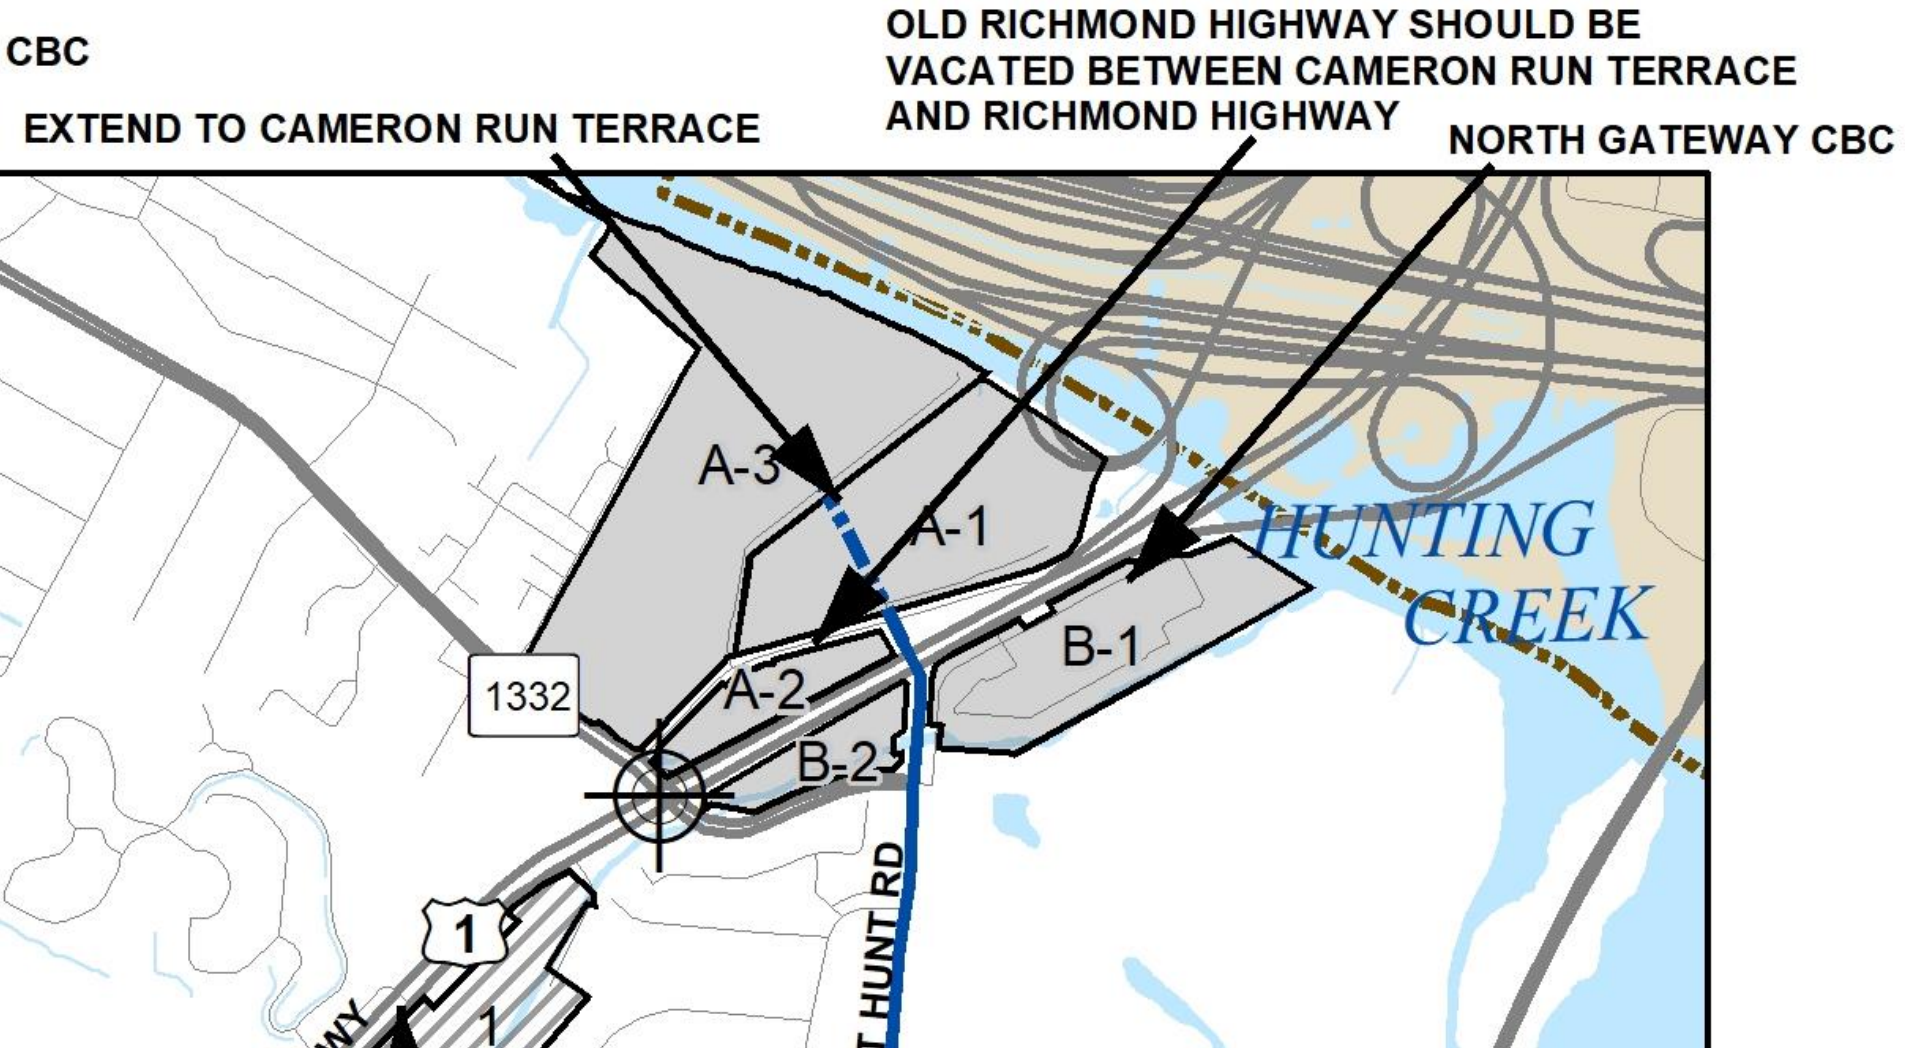 CBC
OLD RICHMOND HIGHWAY SHOULD BE
VACATED BETWEEN CAMERON RUN TERRACE
AND RICHMOND HIGHWAY
EXTEND TO CAMERON RUN TERRACE
NORTH GATEWAY CBC
A-3
A-1
HUNTING
CREEK
B-1
A-2
1332
B-2
T HUNT RD
1
1
WY